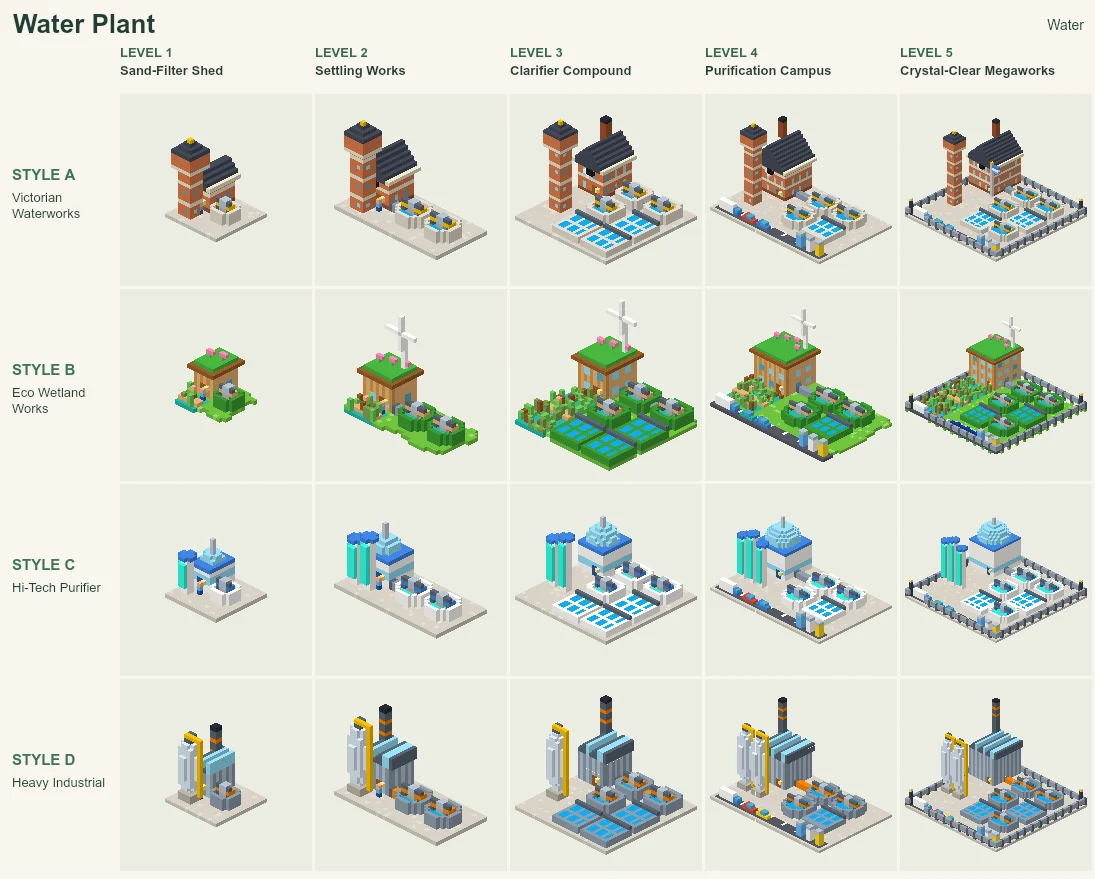 Water Plant
Water
LEVEL 1
Sand-Filter Shed
LEVEL 2
Settling Works
LEVEL 3
Clarifier Compound
LEVEL 4
Purification Campus
LEVEL 5
Crystal-Clear Megaworks
STYLE A
Victorian
Waterworks
STYLE B
Eco Wetland
Works
STYLE C
Hi-Tech Purifier
STYLE D
Heavy Industrial